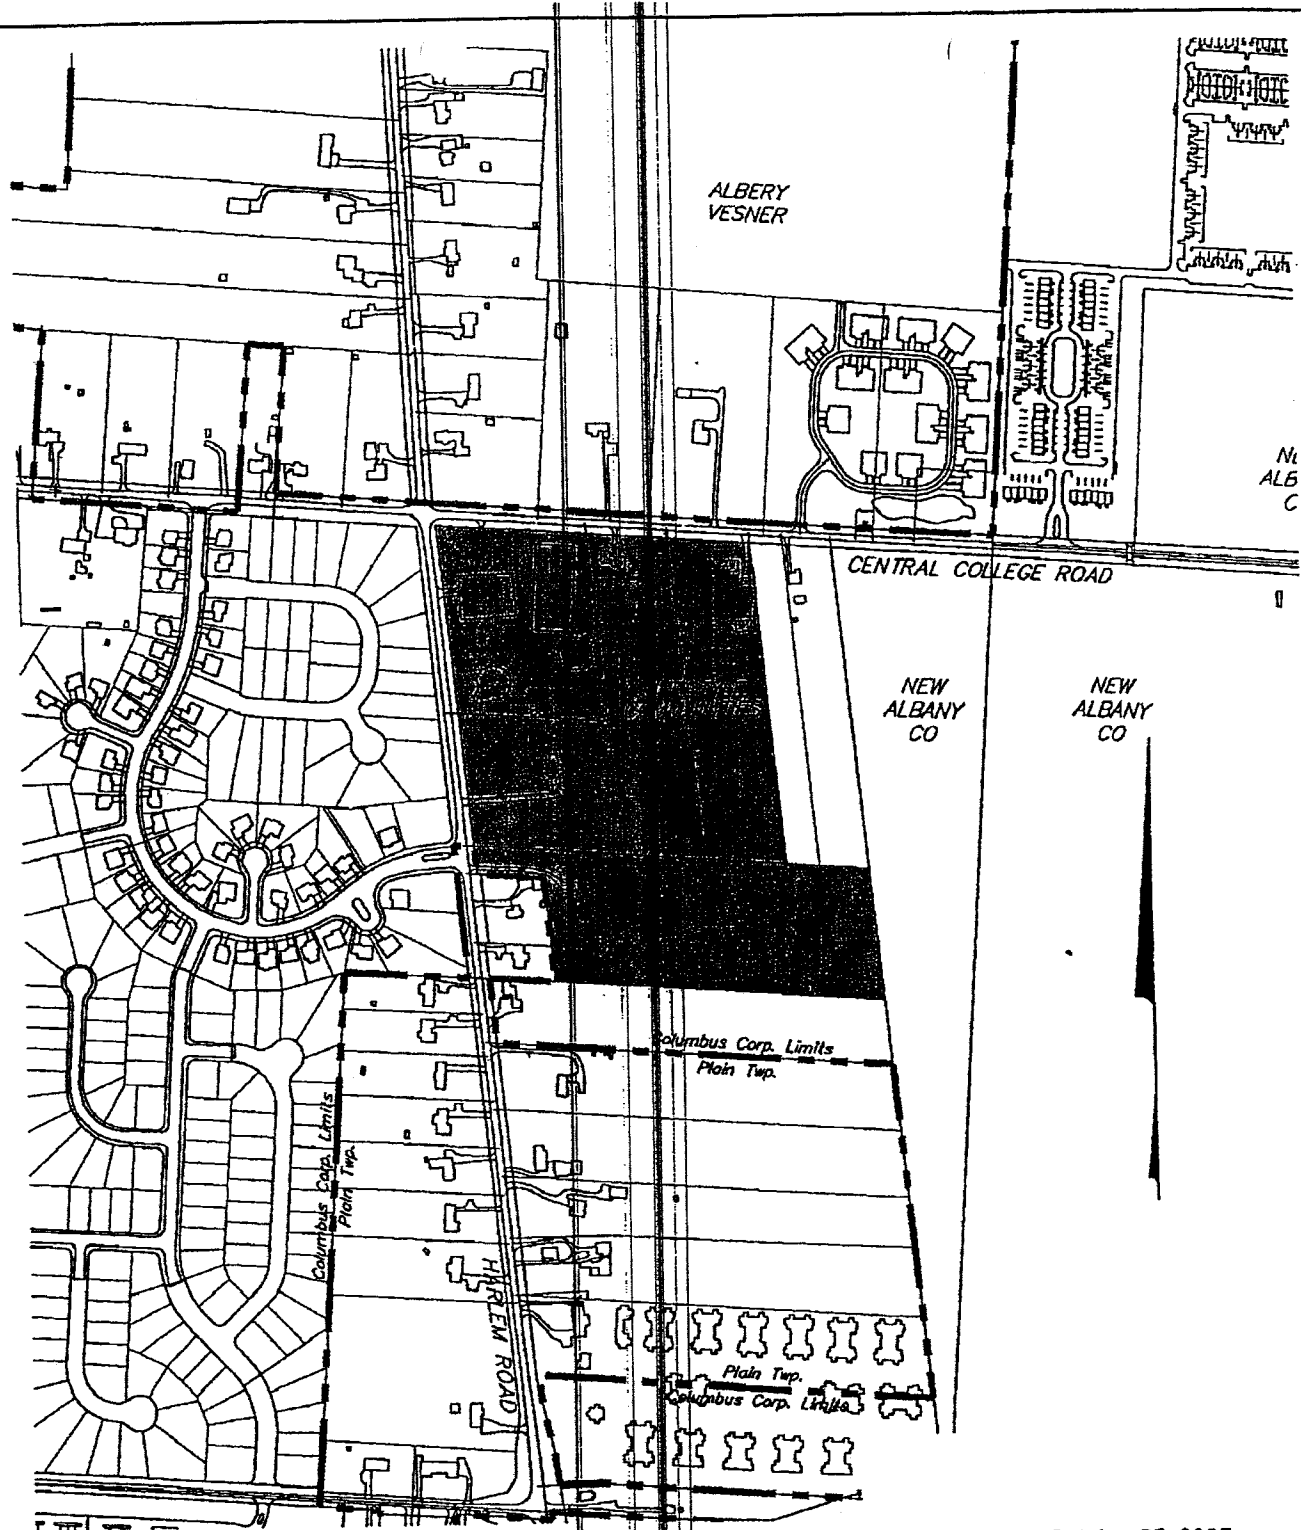 ALBERY
VESNER
ALB
CENTRAL COLLEGE ROAD
NEW
ALBANY
CO
NEW
ALBANY
CO
Columbus Corp. Limits
Plain Twp.
Columbus Corp. Limits
Plain Twp.
HARLEM ROAD
Plain Twp.
Columbus Corp. Limits